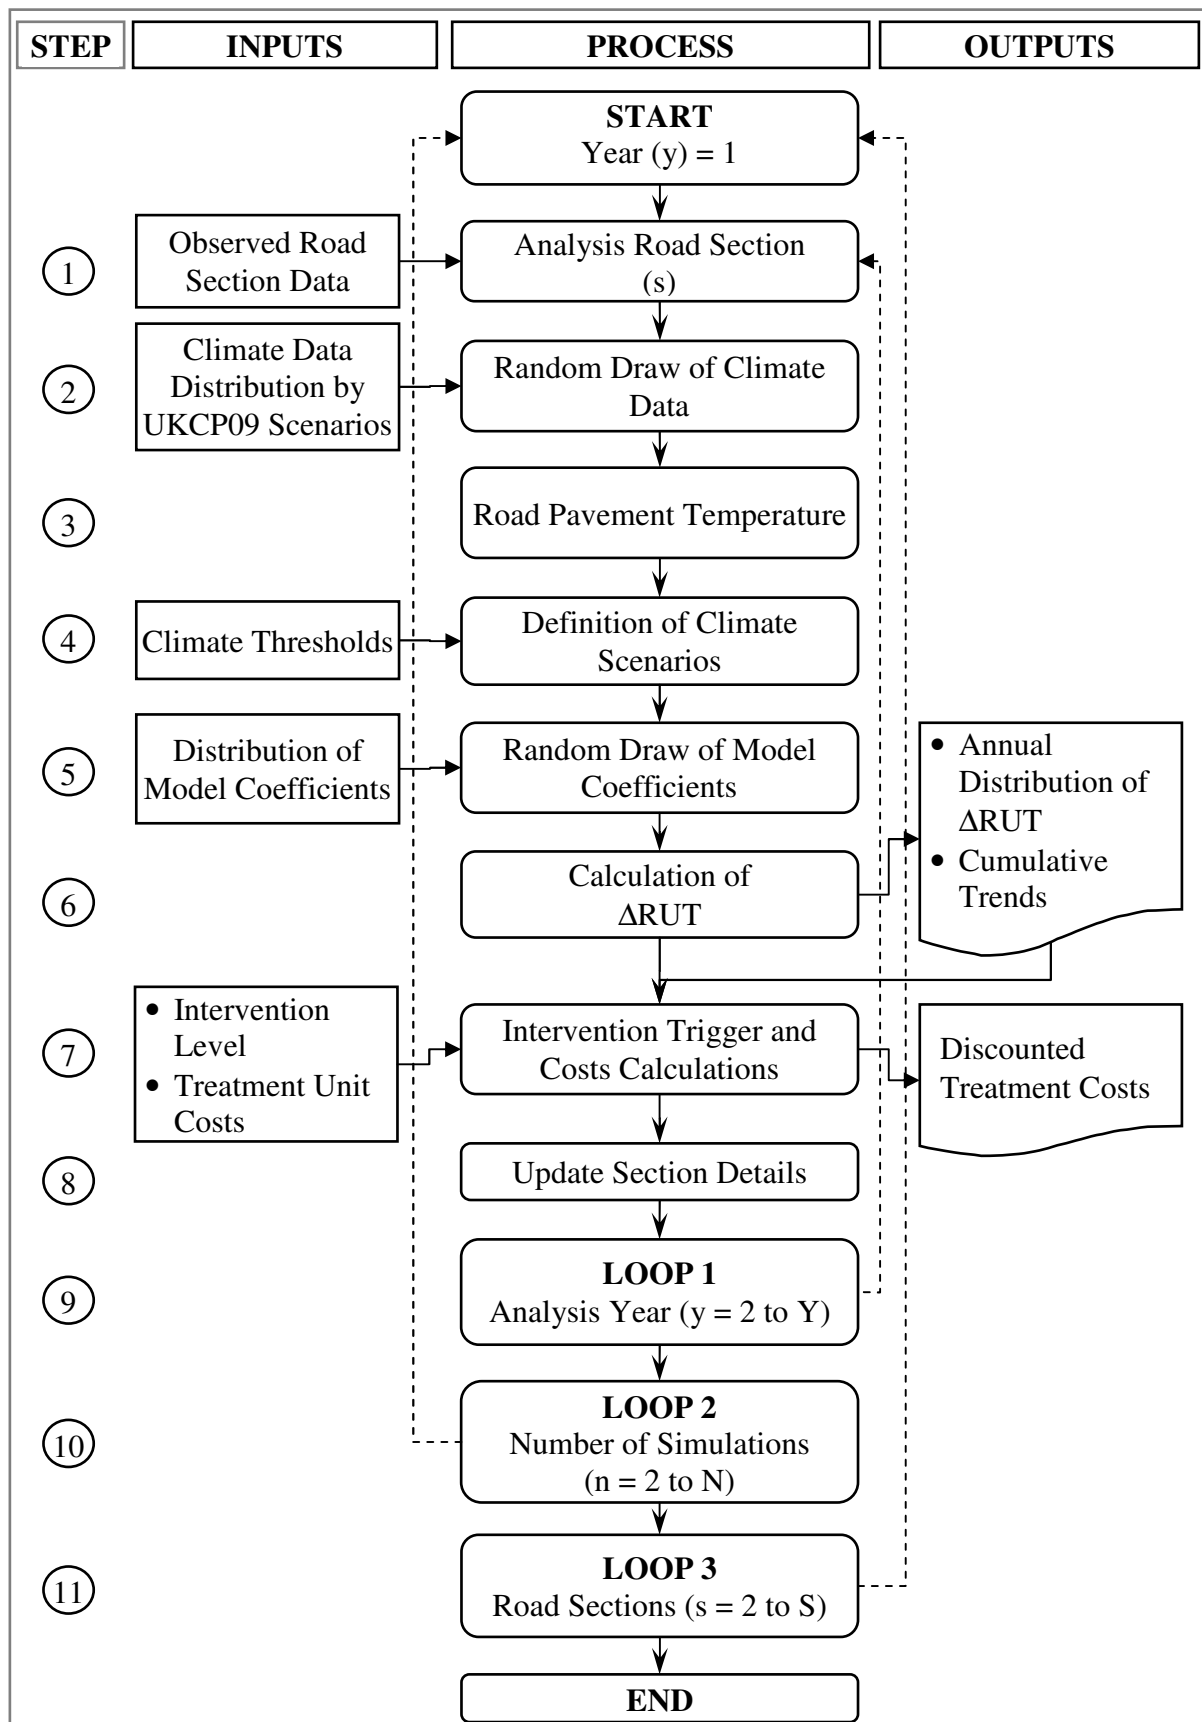 STEP
INPUTS
PROCESS
OUTPUTS
START
Year (y) = 1
1
Observed Road
Section Data
Analysis Road Section
(s)
2
Climate Data
Distribution by
UKCP09 Scenarios
Random Draw of Climate
Data
3
Road Pavement Temperature
4
Climate Thresholds
Definition of Climate
Scenarios
5
Distribution of
Model Coefficients
Random Draw of Model
Coefficients
• Annual
Distribution of
ΔRUT
• Cumulative
Trends
6
Calculation of
ΔRUT
7
• Intervention
Level
• Treatment Unit
Costs
Intervention Trigger and
Costs Calculations
Discounted
Treatment Costs
8
Update Section Details
9
LOOP 1
Analysis Year (y = 2 to Y)
10
LOOP 2
Number of Simulations
(n = 2 to N)
11
LOOP 3
Road Sections (s = 2 to S)
END